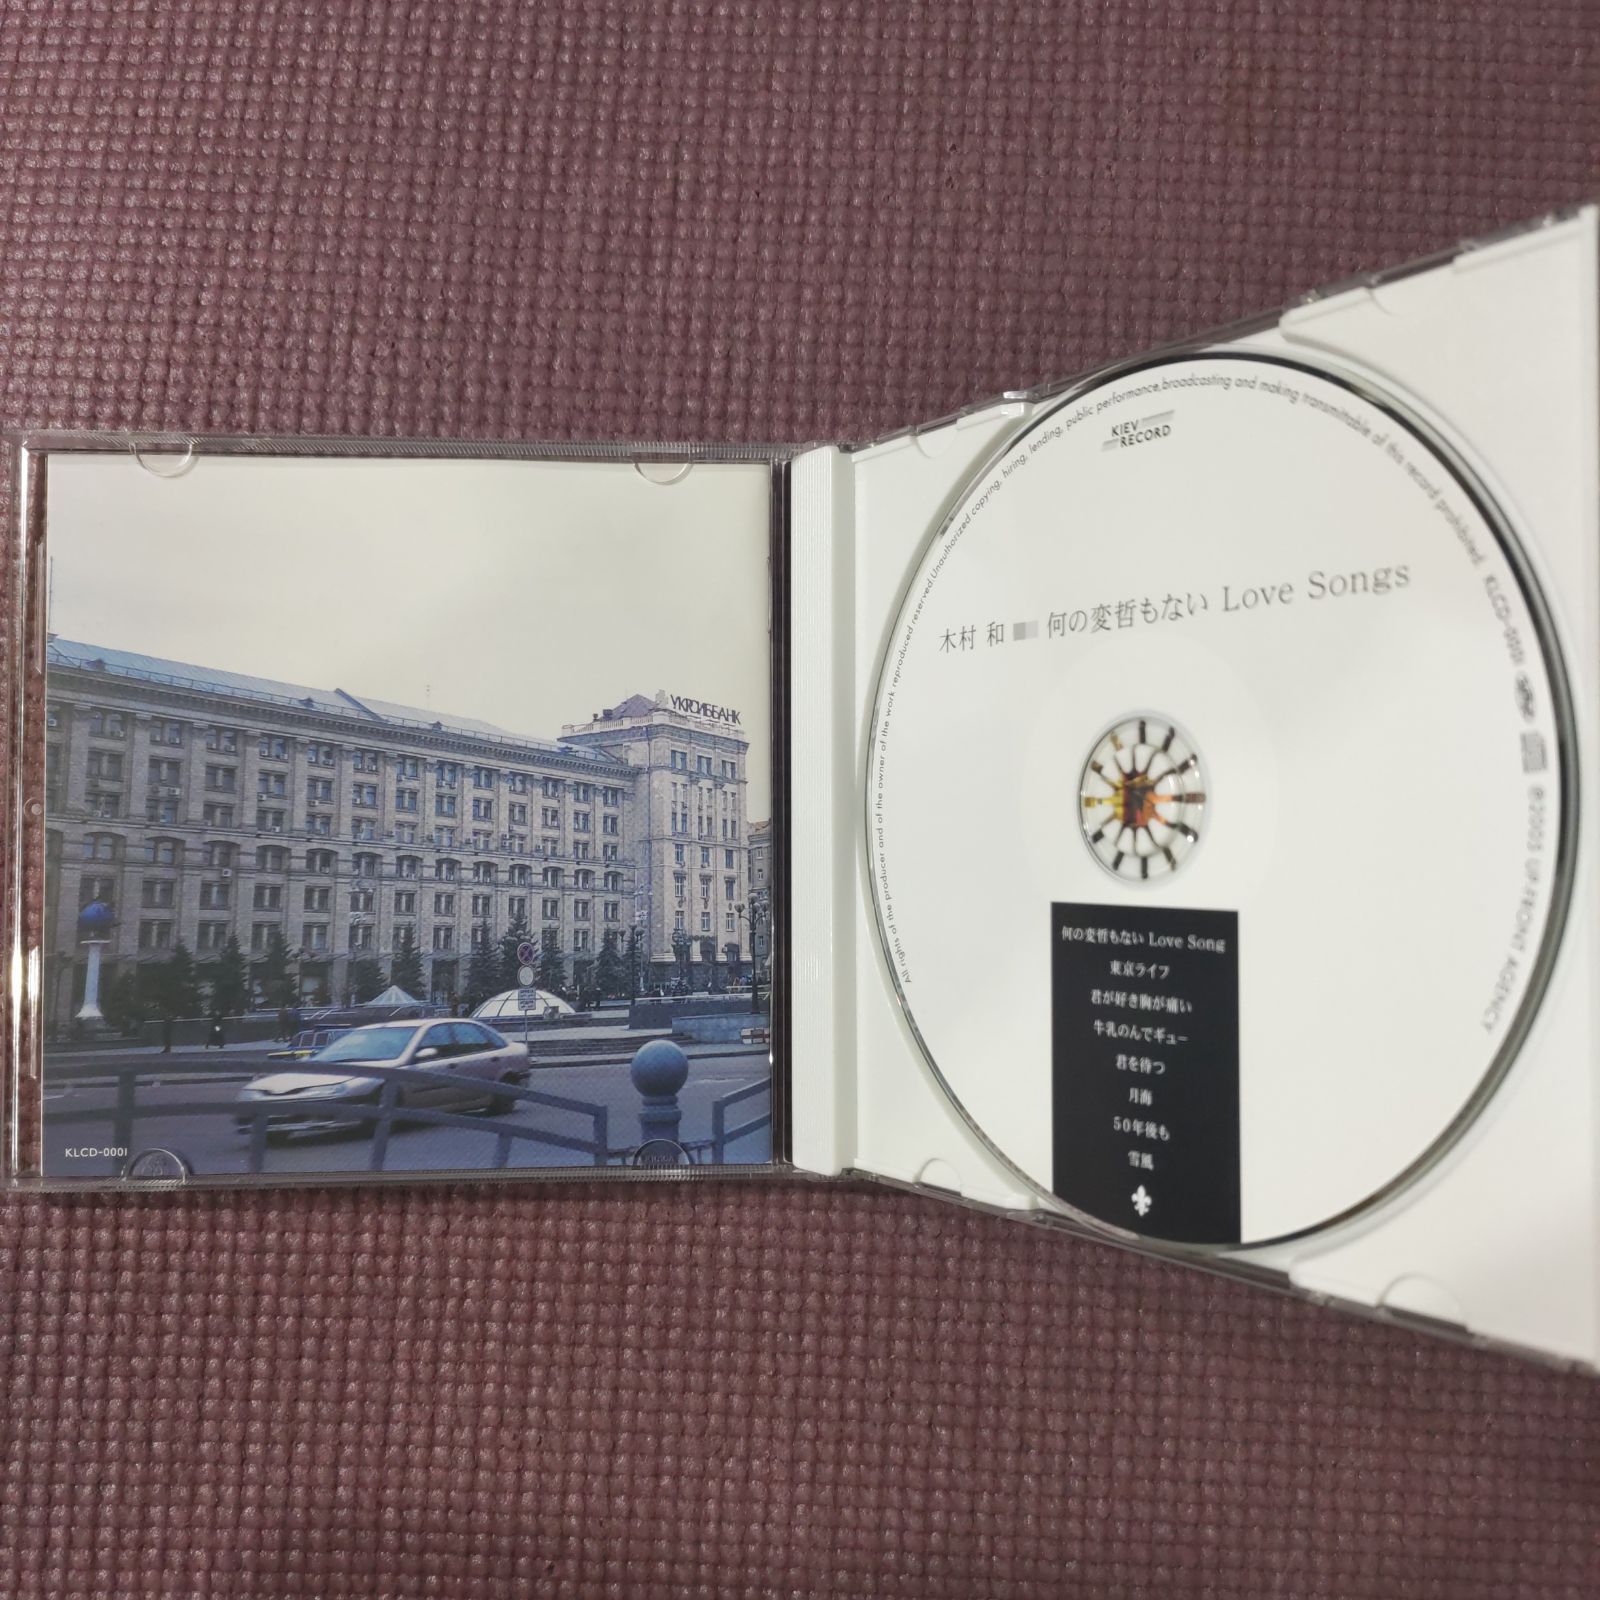 УКРСИББАНК
KLCD-0001
KIEV
RECORD
木村 和 何の変哲もない Love Songs
何の変哲もない Love Song
東京ライフ
君が好き胸が痛い
牛乳のんでギュー
君を待つ
月海
50年後も
雪風
All rights of the producer and of the owner of the work reproduced reserved. Unauthorized copying, hiring, lending, public performance, broadcasting and making transmittable of this record prohibited. KLCD-0001
UP-FRONT AGENCY